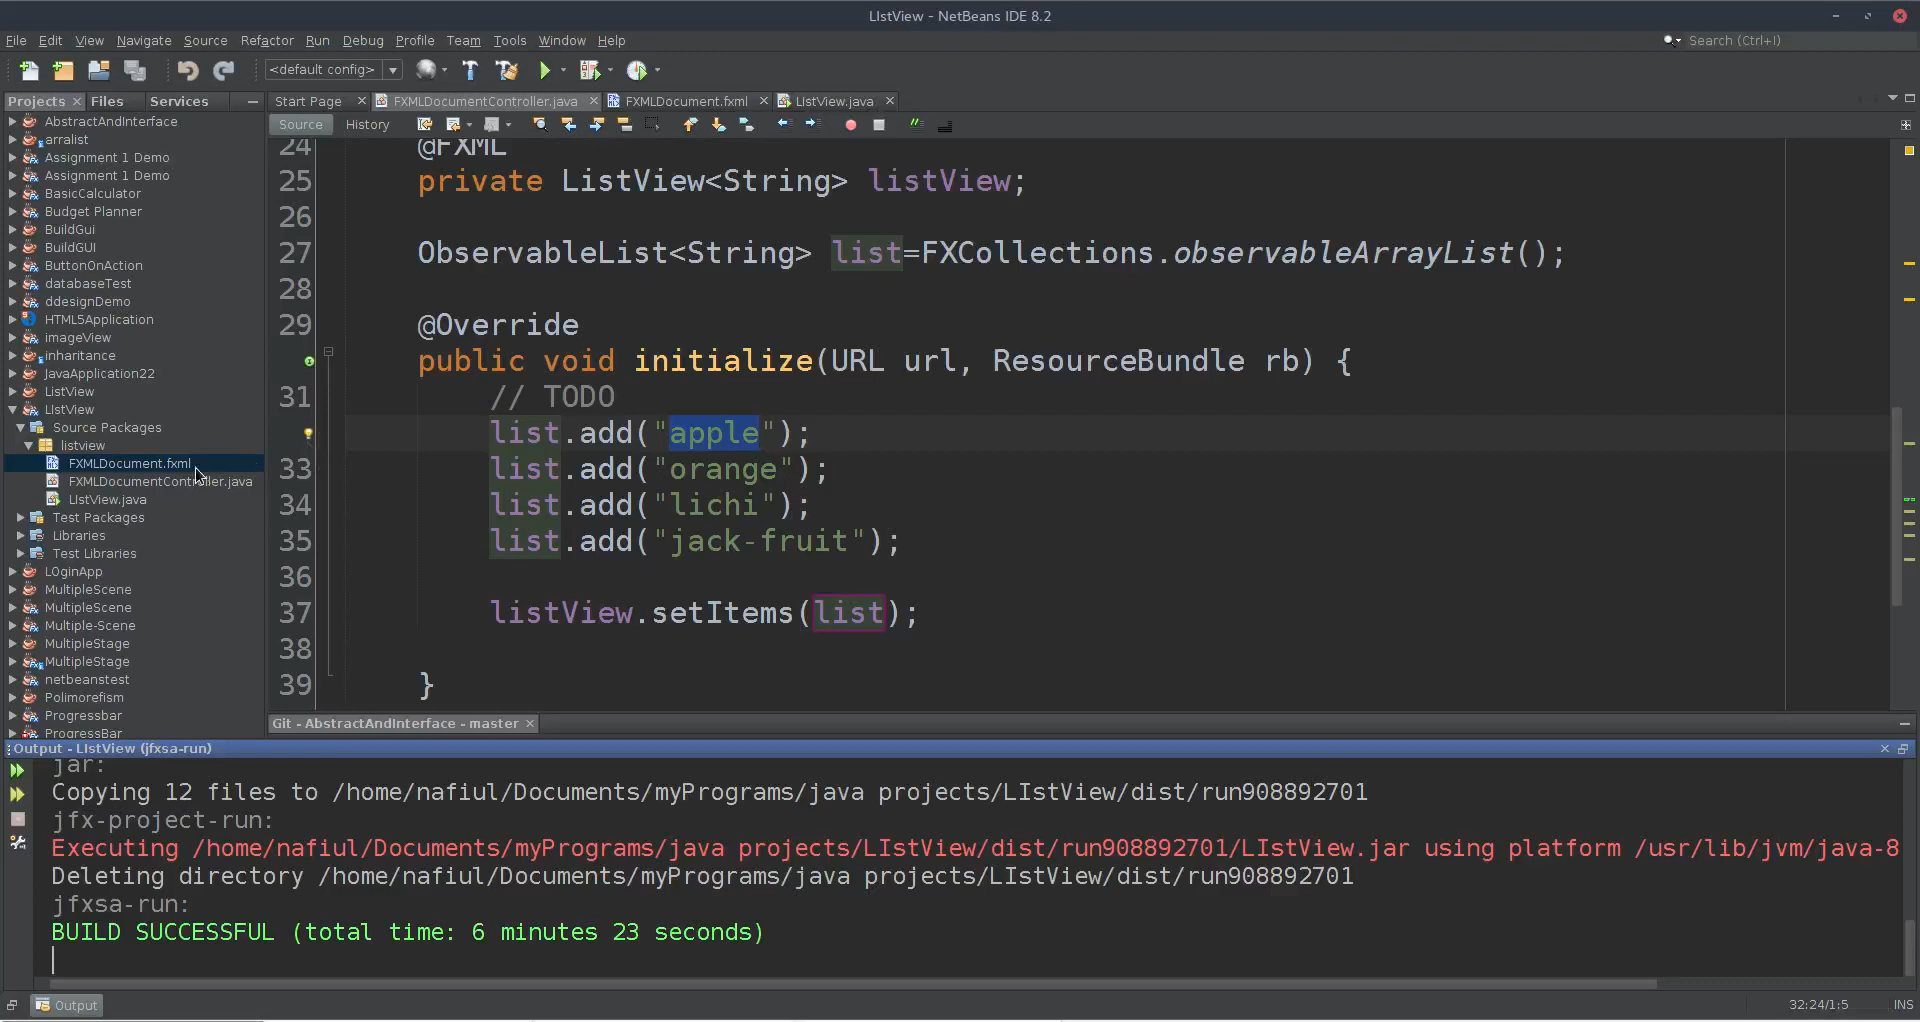 LIstView - NetBeans IDE 8.2
File Edit View Navigate Source Refactor Run Debug Profile Team Tools Window Help
Search (Ctrl+I)
<default config>
Projects Files Services
Start Page FXMLDocumentController.java FXMLDocument.fxml LIstView.java
Source History
AbstractAndInterface
arralist
Assignment 1 Demo
Assignment 1 Demo
BasicCalculator
Budget Planner
BuildGui
BuildGUI
ButtonOnAction
databaseTest
ddesignDemo
HTML5Application
imageView
inheritance
JavaApplication22
ListView
LIstView
Source Packages
listview
FXMLDocument.fxml
FXMLDocumentController.java
LIstView.java
Test Packages
Libraries
Test Libraries
LOginApp
MultipleScene
MultipleScene
Multiple-Scene
MultipleStage
MultipleStage
netbeanstest
Polimorefism
Progressbar
ProgressBar
24 @FXML
25 private ListView<String> listView;
26
27 ObservableList<String> list=FXCollections.observableArrayList();
28
29 @Override
public void initialize(URL url, ResourceBundle rb) {
31 // TODO
list.add("apple");
33 list.add("orange");
34 list.add("lichi");
35 list.add("jack-fruit");
36
37 listView.setItems(list);
38
39 }
Git - AbstractAndInterface - master
Output - LIstView (jfxsa-run)
jar:
Copying 12 files to /home/nafiul/Documents/myPrograms/java projects/LIstView/dist/run908892701
jfx-project-run:
Executing /home/nafiul/Documents/myPrograms/java projects/LIstView/dist/run908892701/LIstView.jar using platform /usr/lib/jvm/java-8
Deleting directory /home/nafiul/Documents/myPrograms/java projects/LIstView/dist/run908892701
jfxsa-run:
BUILD SUCCESSFUL (total time: 6 minutes 23 seconds)
Output
32:24/1:5 INS